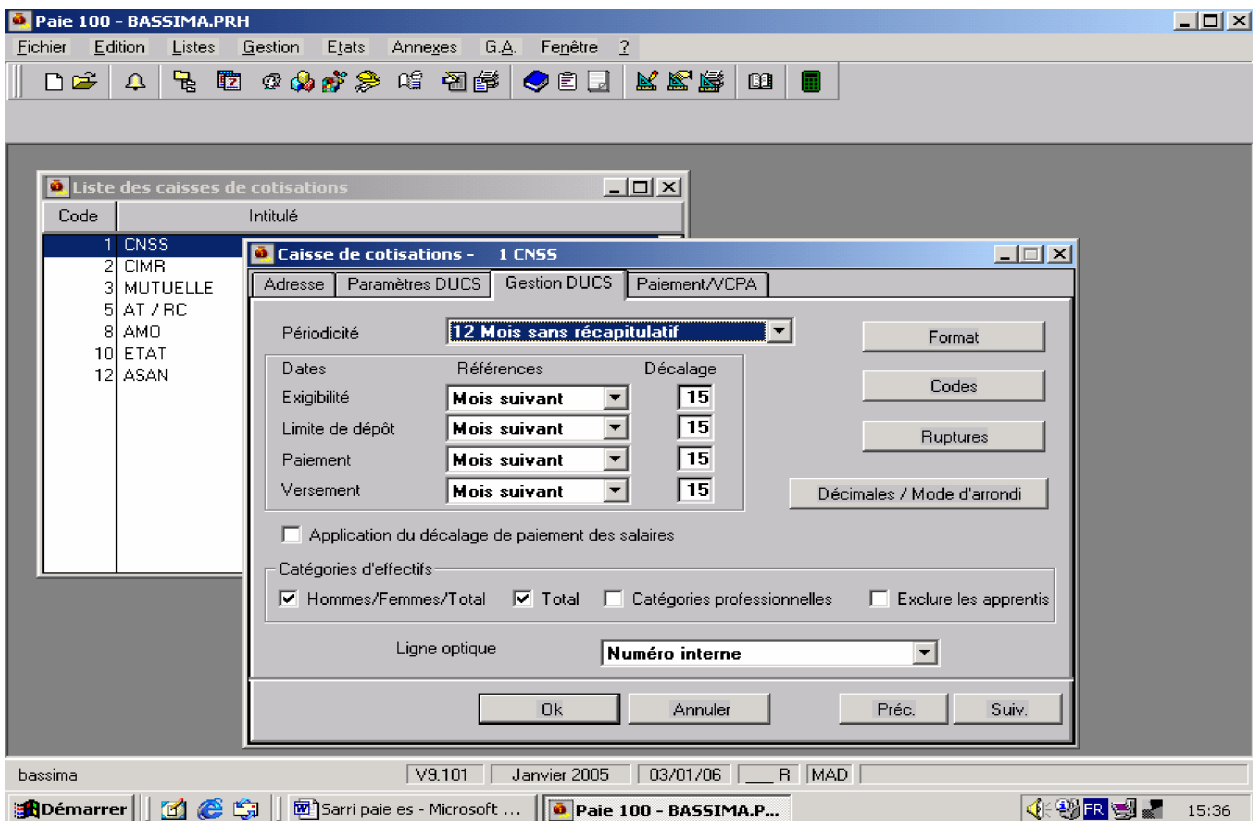 Paie 100 - BASSIMA.PRH
Fichier Edition Listes Gestion Etats Annexes G.A. Fenêtre ?
Liste des caisses de cotisations
Code Intitulé
1 CNSS
2 CIMR
3 MUTUELLE
5 AT / RC
8 AMO
10 ETAT
12 ASAN
Caisse de cotisations - 1 CNSS
Adresse Paramètres DUCS Gestion DUCS Paiement/VCPA
Périodicité 12 Mois sans récapitulatif Format
Dates Références Décalage
Codes
Exigibilité Mois suivant 15
Limite de dépôt Mois suivant 15
Ruptures
Paiement Mois suivant 15
Versement Mois suivant 15
Décimales / Mode d'arrondi
Application du décalage de paiement des salaires
Catégories d'effectifs
Hommes/Femmes/Total Total Catégories professionnelles Exclure les apprentis
Ligne optique Numéro interne
Ok Annuler Préc. Suiv.
bassima V9.101 Janvier 2005 03/01/06 ___ R MAD
Démarrer Sarri paie es - Microsoft ... Paie 100 - BASSIMA.P... FR 15:36